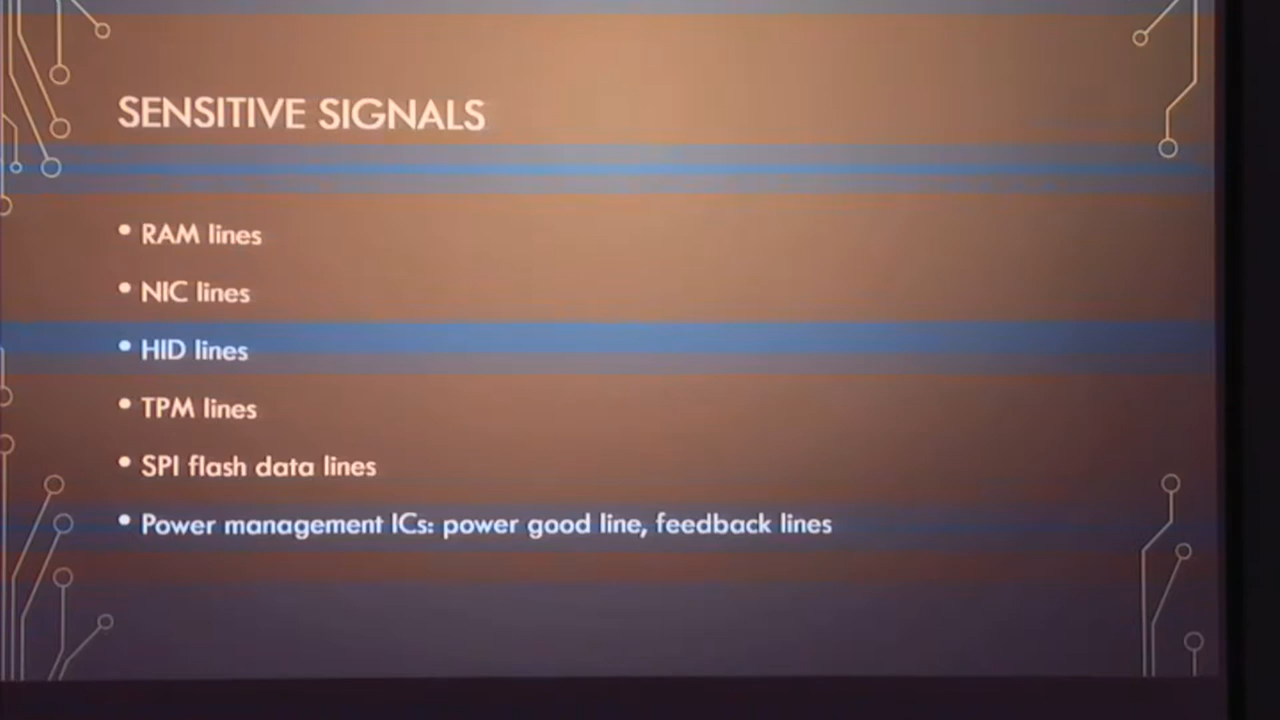 SENSITIVE SIGNALS
• RAM lines
• NIC lines
• HID lines
• TPM lines
• SPI flash data lines
• Power management ICs: power good line, feedback lines